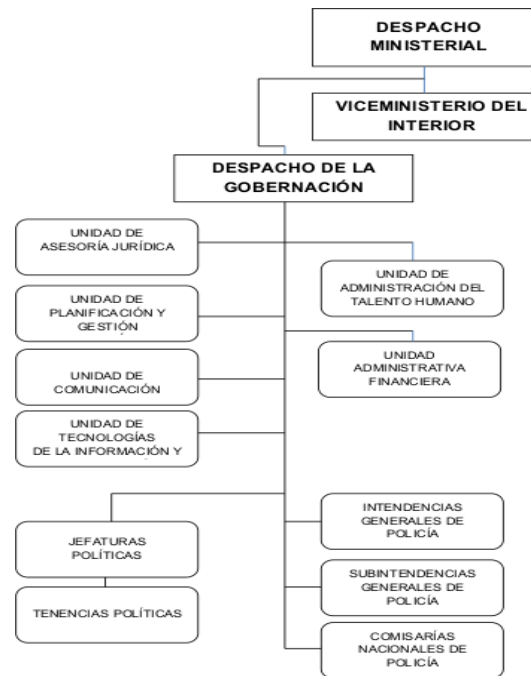 DESPACHO
MINISTERIAL
VICEMINISTERIO DEL
INTERIOR
DESPACHO DE LA
GOBERNACIÓN
UNIDAD DE
ASESORÍA JURÍDICA
UNIDAD DE
ADMINISTRACIÓN DEL
TALENTO HUMANO
UNIDAD DE
PLANIFICACIÓN Y
GESTIÓN
UNIDAD
ADMINISTRATIVA
FINANCIERA
UNIDAD DE
COMUNICACIÓN
UNIDAD DE
TECNOLOGÍAS
DE LA INFORMACIÓN Y
JEFATURAS
POLÍTICAS
TENENCIAS POLÍTICAS
INTENDENCIAS
GENERALES DE
POLICÍA
SUBINTENDENCIAS
GENERALES DE
POLICÍA
COMISARÍAS
NACIONALES DE
POLICÍA